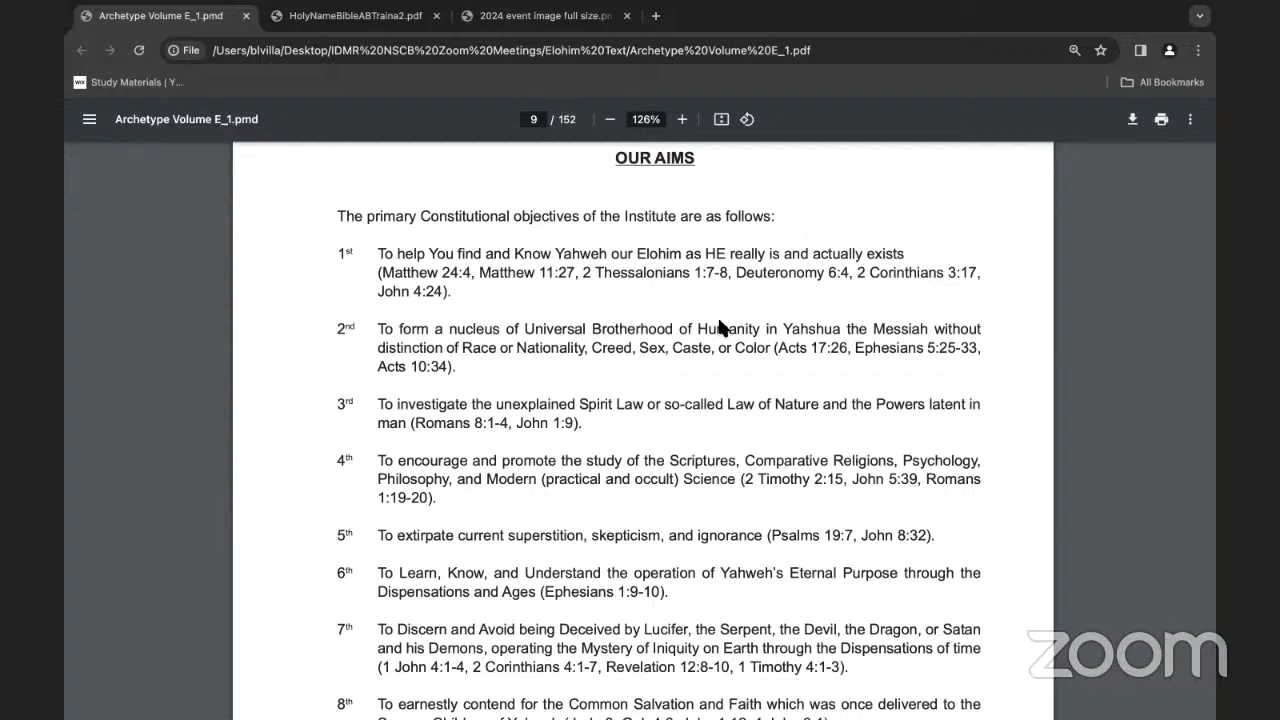 Archetype Volume E_1.pmd
HolyNameBibleABTraina2.pdf
2024 event image full size.pn
File
/Users/blvilla/Desktop/IDMR%20NSCB%20Zoom%20Meetings/Elohim%20Text/Archetype%20Volume%20E_1.pdf
WIX Study Materials | Y...
All Bookmarks
Archetype Volume E_1.pmd
9 / 152
126%
OUR AIMS
The primary Constitutional objectives of the Institute are as follows:
1st To help You find and Know Yahweh our Elohim as HE really is and actually exists
(Matthew 24:4, Matthew 11:27, 2 Thessalonians 1:7-8, Deuteronomy 6:4, 2 Corinthians 3:17,
John 4:24).
2nd To form a nucleus of Universal Brotherhood of Humanity in Yahshua the Messiah without
distinction of Race or Nationality, Creed, Sex, Caste, or Color (Acts 17:26, Ephesians 5:25-33,
Acts 10:34).
3rd To investigate the unexplained Spirit Law or so-called Law of Nature and the Powers latent in
man (Romans 8:1-4, John 1:9).
4th To encourage and promote the study of the Scriptures, Comparative Religions, Psychology,
Philosophy, and Modern (practical and occult) Science (2 Timothy 2:15, John 5:39, Romans
1:19-20).
5th To extirpate current superstition, skepticism, and ignorance (Psalms 19:7, John 8:32).
6th To Learn, Know, and Understand the operation of Yahweh's Eternal Purpose through the
Dispensations and Ages (Ephesians 1:9-10).
7th To Discern and Avoid being Deceived by Lucifer, the Serpent, the Devil, the Dragon, or Satan
and his Demons, operating the Mystery of Iniquity on Earth through the Dispensations of time
(1 John 4:1-4, 2 Corinthians 4:1-7, Revelation 12:8-10, 1 Timothy 4:1-3).
8th To earnestly contend for the Common Salvation and Faith which was once delivered to the
zoom